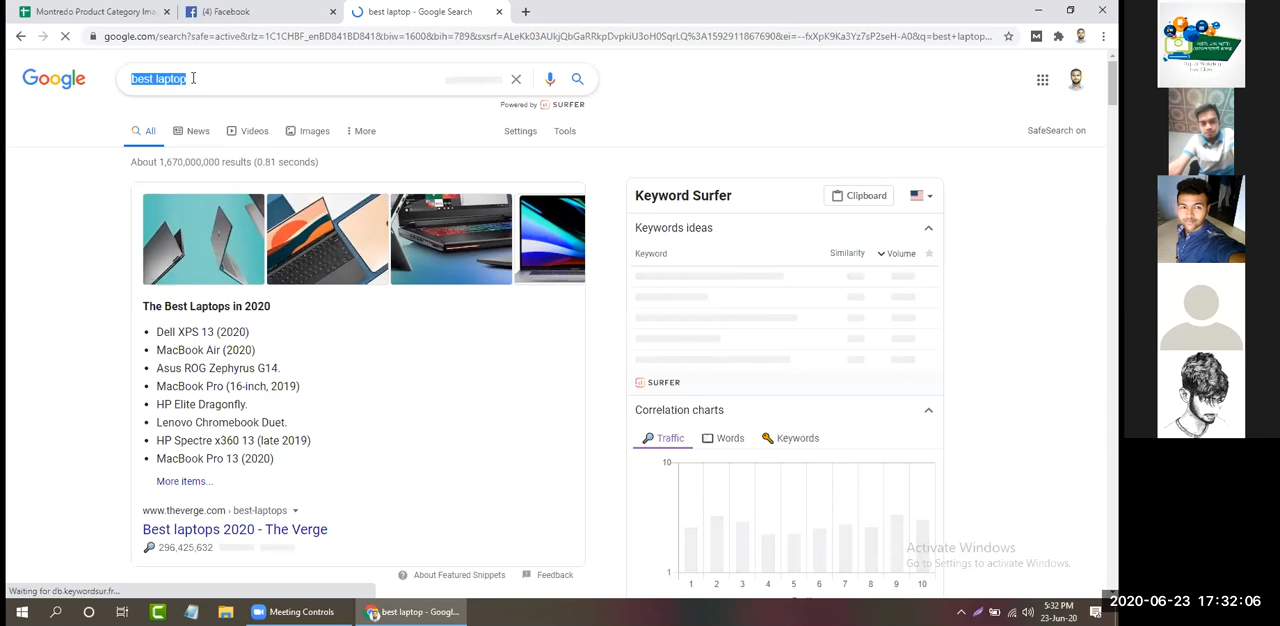 Montredo Product Category Ima
(4) Facebook
best laptop - Google Search
google.com/search?safe=active&rlz=1C1CHBF_enBD841BD841&biw=1600&bih=789&sxsrf=ALeKk03AUkjQbGaRRkpDvpkiU3oH0SqrLQ%3A1592911867690&ei=--fxXpK9Ka3Yz7sP2seH-A0&q=best+laptop...
Google
best laptop
Powered by SURFER
All
News
Videos
Images
More
Settings
Tools
SafeSearch on
About 1,670,000,000 results (0.81 seconds)
The Best Laptops in 2020
Dell XPS 13 (2020)
MacBook Air (2020)
Asus ROG Zephyrus G14.
MacBook Pro (16-inch, 2019)
HP Elite Dragonfly.
Lenovo Chromebook Duet.
HP Spectre x360 13 (late 2019)
MacBook Pro 13 (2020)
More items...
www.theverge.com › best-laptops
Best laptops 2020 - The Verge
296,425,632
About Featured Snippets
Feedback
Keyword Surfer
Clipboard
Keywords ideas
Keyword
Similarity
Volume
SURFER
Correlation charts
Traffic
Words
Keywords
10
1
1 2 3 4 5 6 7 8 9 10
Activate Windows
Go to Settings to activate Windows.
Waiting for db.keywordsur.fr...
Meeting Controls
best laptop - Googl...
5:32 PM
23-Jun-20
2020-06-23 17:32:06